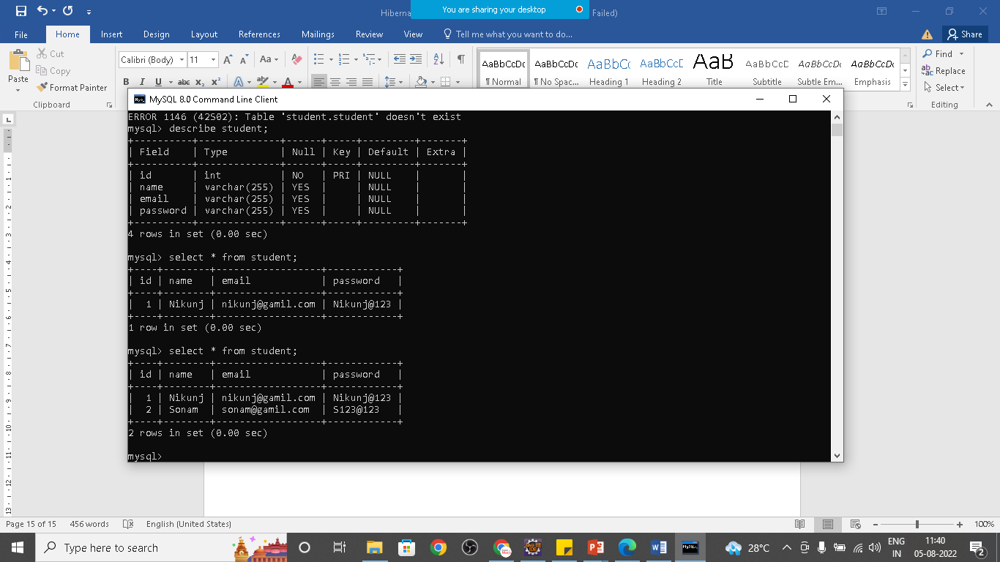 Hiberna
You are sharing your desktop
Failed)
File Home Insert Design Layout References Mailings Review View Tell me what you want to do... Share
Paste
Cut
Copy
Format Painter
Clipboard
Calibri (Body) 11
B I U abc x₂ x²
AaBbCcDc AaBbCcDc AaBbCc AaBbCcD AaB AaBbCcD AaBbCcDc AaBbCcDc
¶ Normal ¶ No Spac... Heading 1 Heading 2 Title Subtitle Subtle Em... Emphasis
Find
Replace
Select
Editing
MySQL 8.0 Command Line Client
ERROR 1146 (42S02): Table 'student.student' doesn't exist
mysql> describe student;
+----------+--------------+------+-----+---------+-------+
| Field    | Type         | Null | Key | Default | Extra |
+----------+--------------+------+-----+---------+-------+
| id       | int          | NO   | PRI | NULL    |       |
| name     | varchar(255) | YES  |     | NULL    |       |
| email    | varchar(255) | YES  |     | NULL    |       |
| password | varchar(255) | YES  |     | NULL    |       |
+----------+--------------+------+-----+---------+-------+
4 rows in set (0.00 sec)
mysql> select * from student;
+----+--------+------------------+------------+
| id | name   | email            | password   |
+----+--------+------------------+------------+
|  1 | Nikunj | nikunj@gamil.com | Nikunj@123 |
+----+--------+------------------+------------+
1 row in set (0.00 sec)
mysql> select * from student;
+----+--------+------------------+------------+
| id | name   | email            | password   |
+----+--------+------------------+------------+
|  1 | Nikunj | nikunj@gamil.com | Nikunj@123 |
|  2 | Sonam  | sonam@gamil.com  | S123@123   |
+----+--------+------------------+------------+
2 rows in set (0.00 sec)
mysql>
Page 15 of 15 456 words English (United States) 100%
Type here to search
28°C
ENG
IN
11:40
05-08-2022
2